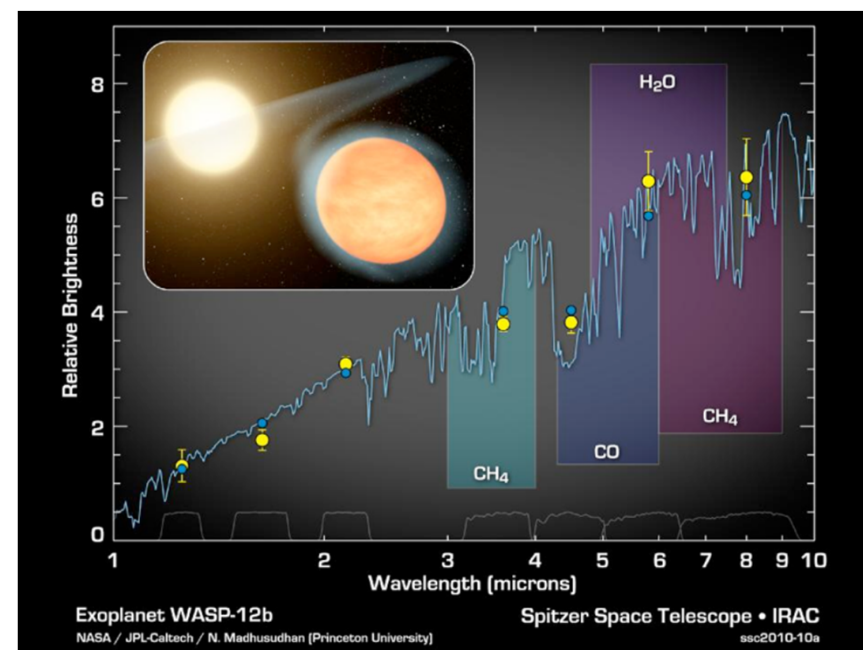 8
6
4
2
0
Relative Brightness
H₂O
CH₄
CO
CH₄
1 2 3 4 5 6 7 8 9 10
Wavelength (microns)
Exoplanet WASP-12b
NASA / JPL-Caltech / N. Madhusudhan (Princeton University)
Spitzer Space Telescope • IRAC
ssc2010-10a